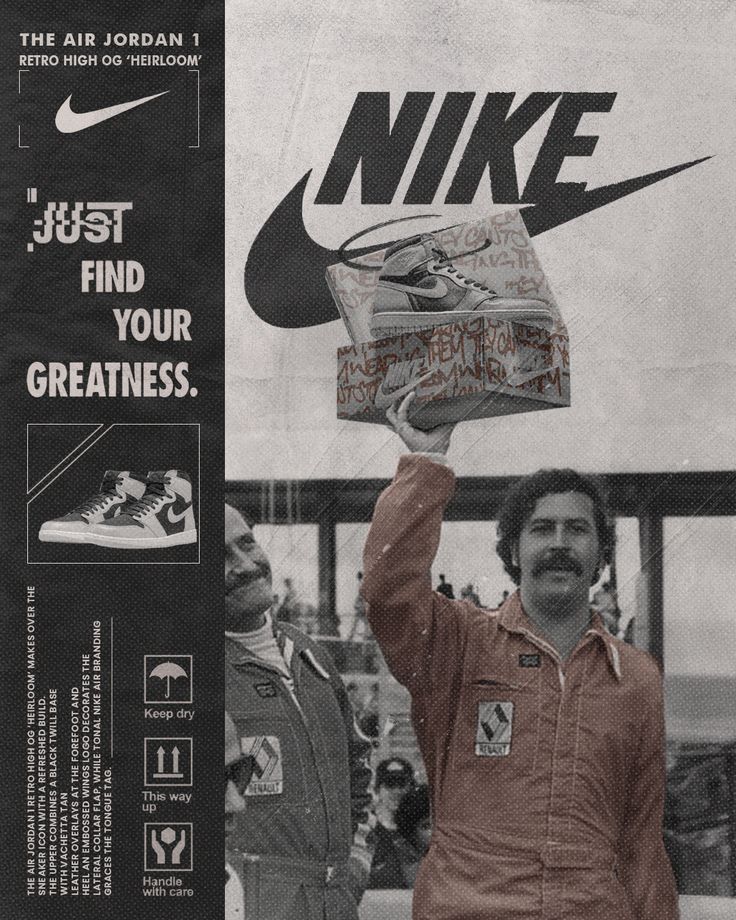 THE AIR JORDAN 1
RETRO HIGH OG ‘HEIRLOOM’
JUST
FIND
YOUR
GREATNESS.
THE AIR JORDAN 1 RETRO HIGH OG ‘HEIRLOOM’ MAKES OVER THE
SNEAKER ICON WITH A REFRESHED BUILD.
THE UPPER COMBINES A BLACK TWILL BASE
WITH VACHETTA TAN
LEATHER OVERLAYS AT THE FOREFOOT AND
HEEL AN EMBOSSED WINGS LOGO DECORATES THE
LATERAL COLLAR FLAP, WHILE TONAL NIKE AIR BRANDING
GRACES THE TONGUE TAG.
Keep dry
This way
up
Handle
with care
NIKE
RENAULT
RENAULT